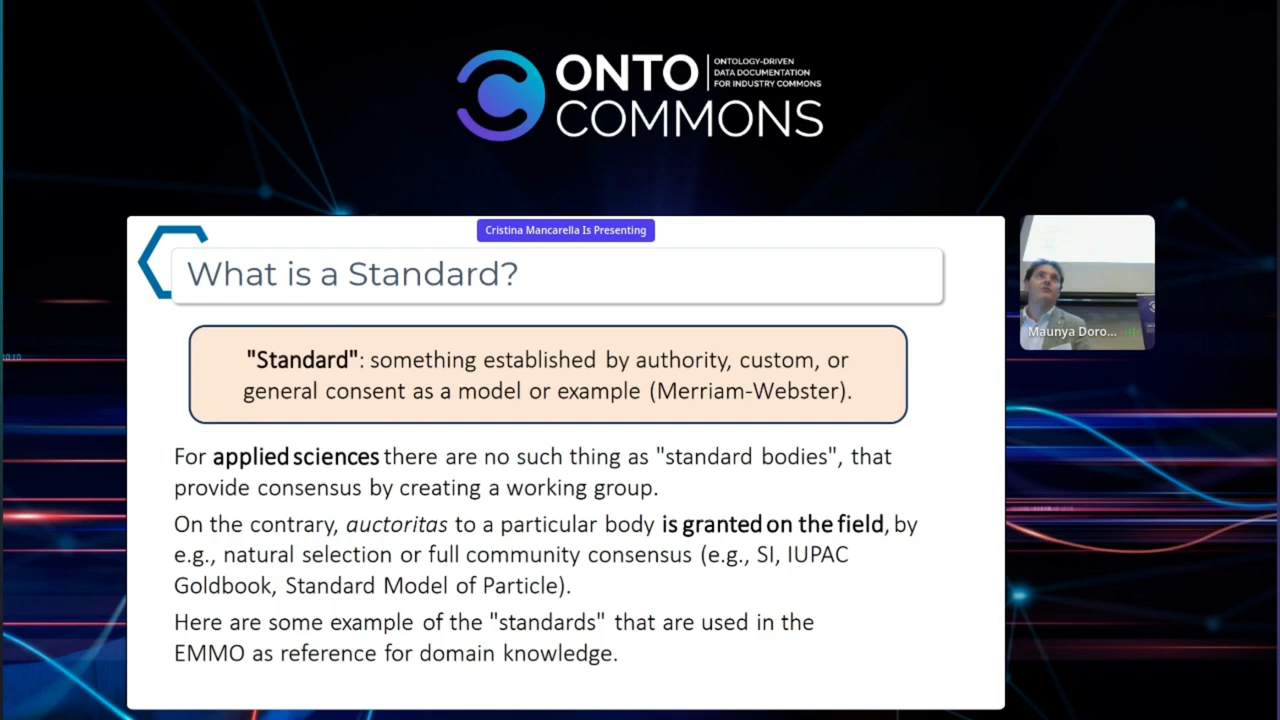 ONTO
COMMONS
ONTOLOGY-DRIVEN
DATA DOCUMENTATION
FOR INDUSTRY COMMONS
Cristina Mancarella Is Presenting
What is a Standard?
"Standard": something established by authority, custom, or
general consent as a model or example (Merriam-Webster).
For applied sciences there are no such thing as "standard bodies", that
provide consensus by creating a working group.
On the contrary, auctoritas to a particular body is granted on the field, by
e.g., natural selection or full community consensus (e.g., SI, IUPAC
Goldbook, Standard Model of Particle).
Here are some example of the "standards" that are used in the
EMMO as reference for domain knowledge.
Maunya Doro...